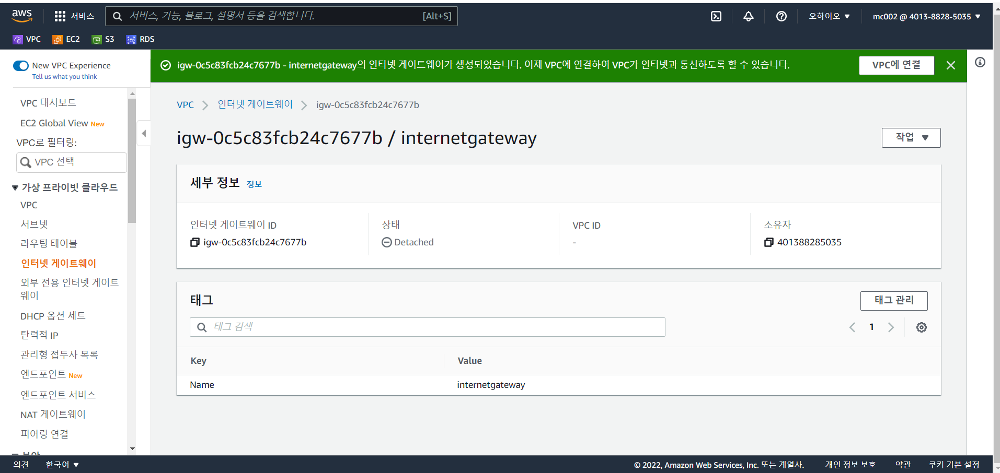 aws
서비스
서비스, 기능, 블로그, 설명서 등을 검색합니다.
[Alt+S]
오하이오 ▼
mc002 @ 4013-8828-5035 ▼
VPC
EC2
S3
RDS
New VPC Experience
Tell us what you think
igw-0c5c83fcb24c7677b - internetgateway의 인터넷 게이트웨이가 생성되었습니다. 이제 VPC에 연결하여 VPC가 인터넷과 통신하도록 할 수 있습니다.
VPC에 연결
VPC 대시보드
EC2 Global View New
VPC로 필터링:
VPC 선택
가상 프라이빗 클라우드
VPC
서브넷
라우팅 테이블
인터넷 게이트웨이
외부 전용 인터넷 게이트
웨이
DHCP 옵션 세트
탄력적 IP
관리형 접두사 목록
엔드포인트 New
엔드포인트 서비스
NAT 게이트웨이
피어링 연결
VPC
인터넷 게이트웨이
igw-0c5c83fcb24c7677b
igw-0c5c83fcb24c7677b / internetgateway
작업 ▼
세부 정보 정보
인터넷 게이트웨이 ID
igw-0c5c83fcb24c7677b
상태
Detached
VPC ID
-
소유자
401388285035
태그
태그 관리
태그 검색
1
Key
Value
Name
internetgateway
의견
한국어 ▼
© 2022, Amazon Web Services, Inc. 또는 계열사.
개인 정보 보호
약관
쿠키 기본 설정